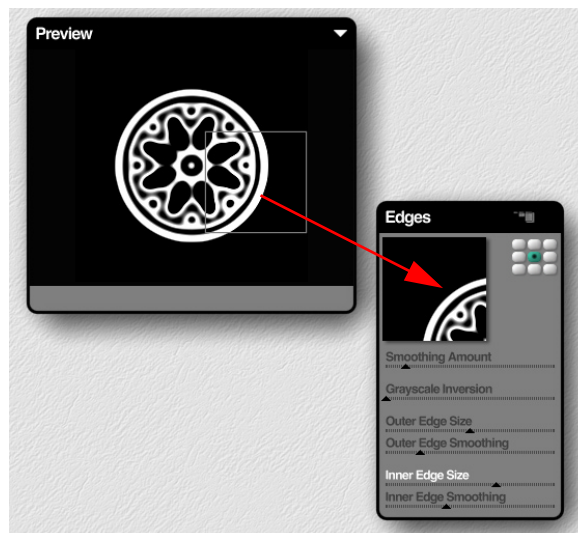 Preview
Edges
Smoothing Amount
Grayscale Inversion
Outer Edge Size
Outer Edge Smoothing
Inner Edge Size
Inner Edge Smoothing